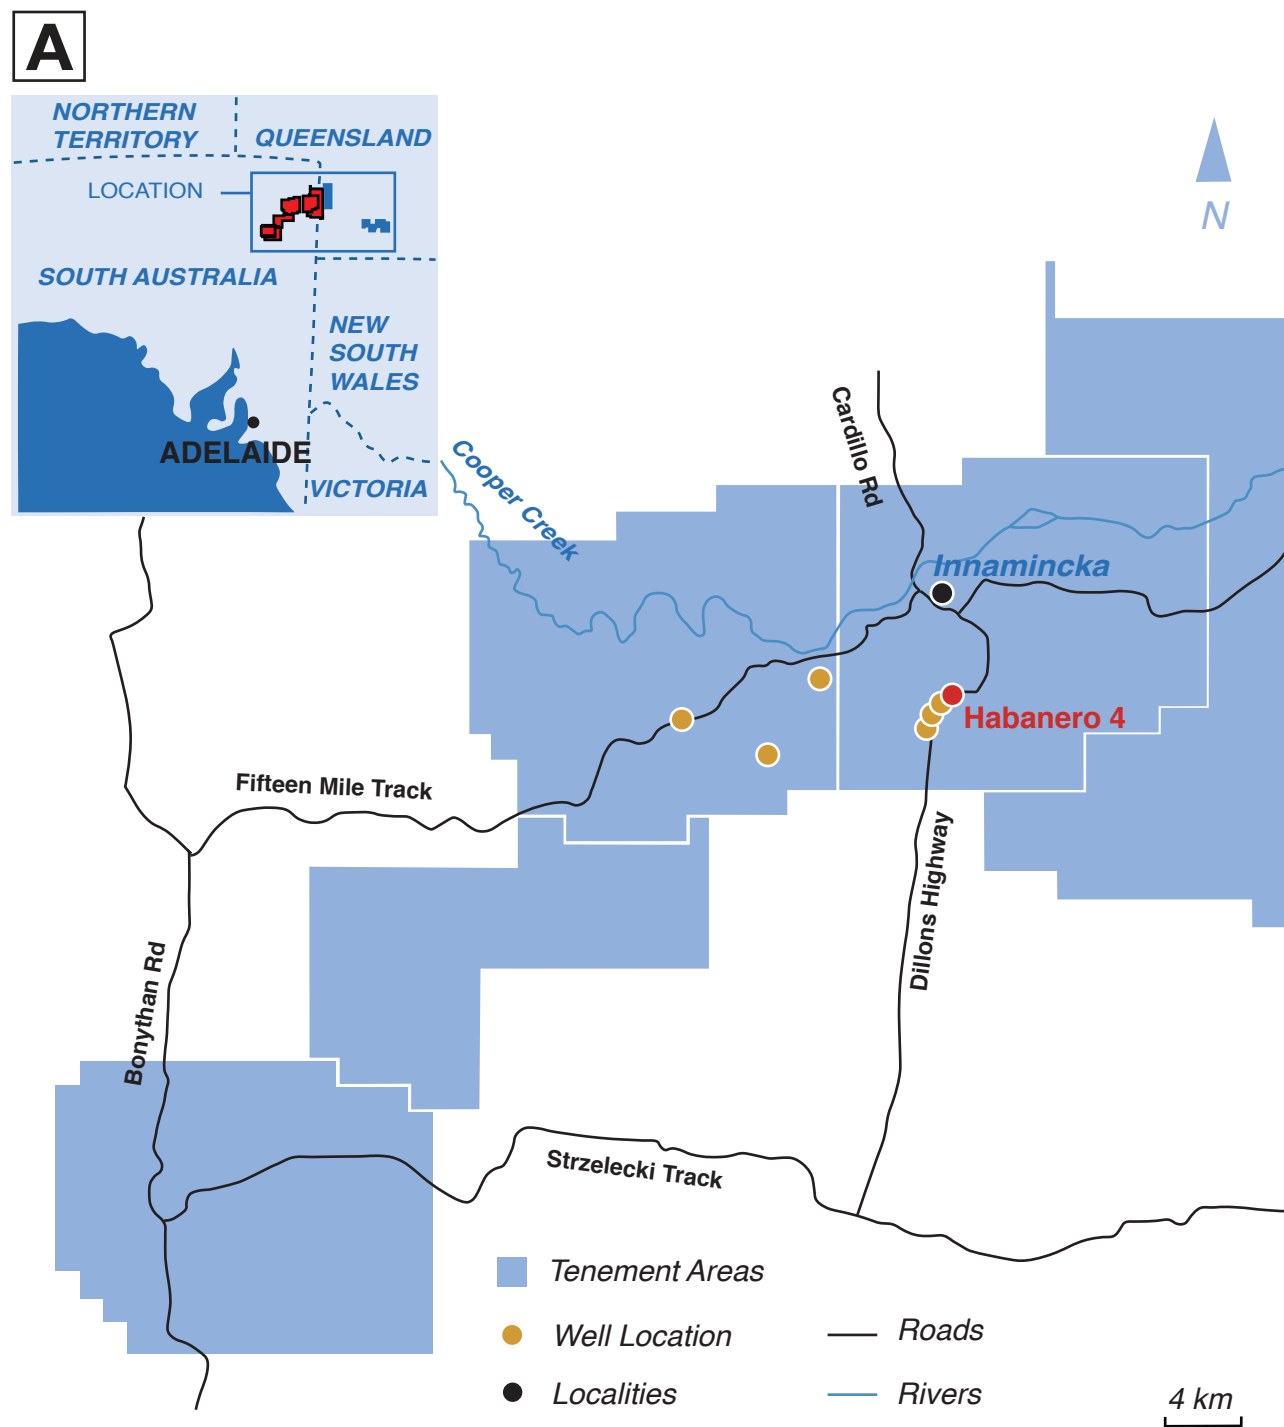 A
NORTHERN
TERRITORY
QUEENSLAND
LOCATION
SOUTH AUSTRALIA
NEW
SOUTH
WALES
ADELAIDE
VICTORIA
N
Cardillo Rd
Cooper Creek
Innamincka
Habanero 4
Fifteen Mile Track
Dillons Highway
Bonythan Rd
Strzelecki Track
Tenement Areas
Well Location
Roads
Localities
Rivers
4 km